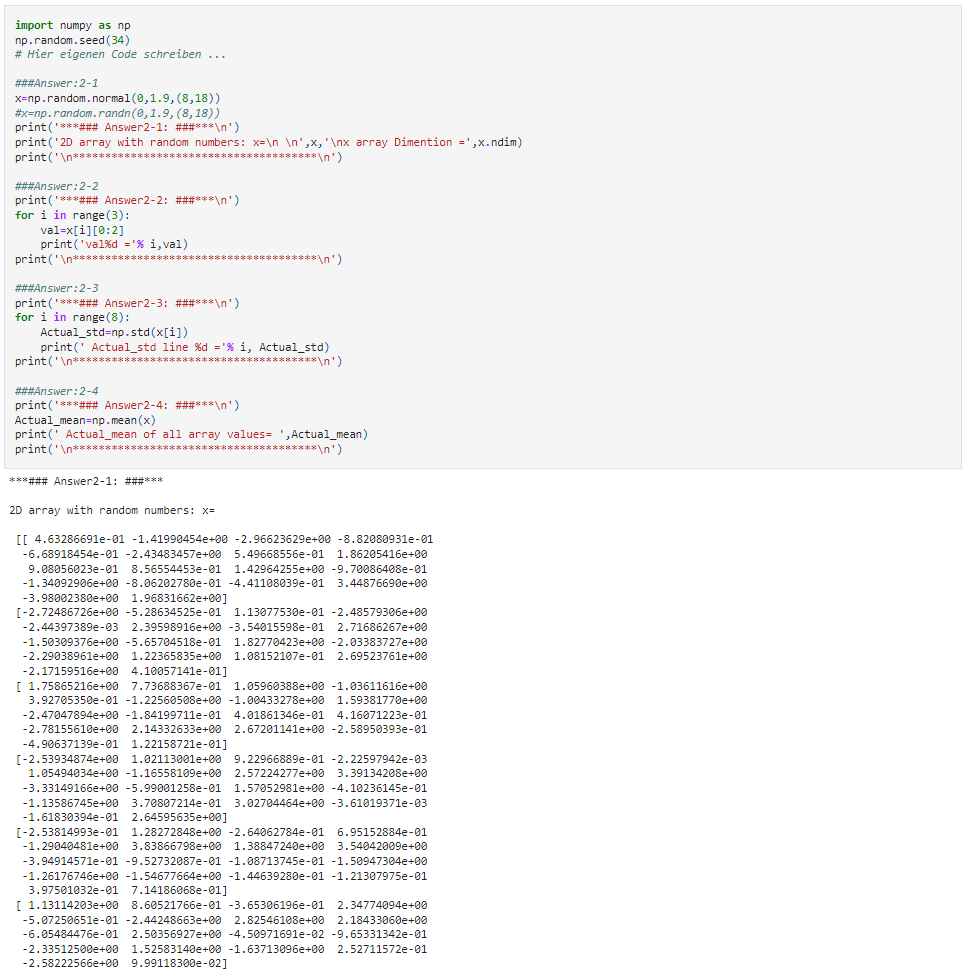 import numpy as np
np.random.seed(34)
# Hier eigenen Code schreiben ...
###Answer:2-1
x=np.random.normal(0,1.9,(8,18))
#x=np.random.randn(0,1.9,(8,18))
print('***### Answer2-1: ###***\n')
print('2D array with random numbers: x=\n \n',x,'\nx array Dimention =',x.ndim)
print('\n**************************************\n')
###Answer:2-2
print('***### Answer2-2: ###***\n')
for i in range(3):
    val=x[i][0:2]
    print('val%d ='% i,val)
print('\n**************************************\n')
###Answer:2-3
print('***### Answer2-3: ###***\n')
for i in range(8):
    Actual_std=np.std(x[i])
    print(' Actual_std line %d ='% i, Actual_std)
print('\n**************************************\n')
###Answer:2-4
print('***### Answer2-4: ###***\n')
Actual_mean=np.mean(x)
print(' Actual_mean of all array values= ',Actual_mean)
print('\n**************************************\n')
***### Answer2-1: ###***
2D array with random numbers: x=
[[ 4.63286691e-01 -1.41990454e+00 -2.96623629e+00 -8.82080931e-01
-6.68918454e-01 -2.43483457e+00  5.49668556e-01  1.86205416e+00
9.08056023e-01  8.56554453e-01  1.42964255e+00 -9.70086408e-01
-1.34092906e+00 -8.06202780e-01 -4.41108039e-01  3.44876690e+00
-3.98002380e+00  1.96831662e+00]
[-2.72486726e+00 -5.28634525e-01  1.13077530e-01 -2.48579306e+00
-2.44397389e-03  2.39598916e+00 -3.54015598e-01  2.71686267e+00
-1.50309376e+00 -5.65704518e-01  1.82770423e+00 -2.03383727e+00
-2.29038961e+00  1.22365835e+00  1.08152107e-01  2.69523761e+00
-2.17159516e+00  4.10057141e-01]
[ 1.75865216e+00  7.73688367e-01  1.05960388e+00 -1.03611616e+00
3.92705350e-01 -1.22560508e+00 -1.00433278e+00  1.59381770e+00
-2.47047894e+00 -1.84199711e-01  4.01861346e-01  4.16071223e-01
-2.78155610e+00  2.14332633e+00  2.67201141e+00 -2.58950393e-01
-4.90637139e-01  1.22158721e-01]
[-2.53934874e+00  1.02113001e+00  9.22966889e-01 -2.22597942e-03
1.05494034e+00 -1.16558109e+00  2.57224277e+00  3.39134208e+00
-3.33149166e+00 -5.99001258e-01  1.57052981e+00 -4.10236145e-01
-1.13586745e+00  3.70807214e-01  3.02704464e+00 -3.61019371e-03
-1.61830394e-01  2.64595635e+00]
[-2.53814993e-01  1.28272848e+00 -2.64062784e-01  6.95152884e-01
-1.29040481e+00  3.83866798e+00  1.38847240e+00  3.54042009e+00
-3.94914571e-01 -9.52732087e-01 -1.08713745e-01 -1.50947304e+00
-1.26176746e+00 -1.54677664e+00 -1.44639280e-01 -1.21307975e-01
3.97501032e-01  7.14186068e-01]
[ 1.13114203e+00  8.60521766e-01 -3.65306196e-01  2.34774094e+00
-5.07250651e-01 -2.44248663e+00  2.82546108e+00  2.18433060e+00
-6.05484476e-01  2.50356927e+00 -4.50971691e-02 -9.65331342e-01
-2.33512500e+00  1.52583140e+00 -1.63713096e+00  2.52711572e-01
-2.58222566e+00  9.99118300e-02]